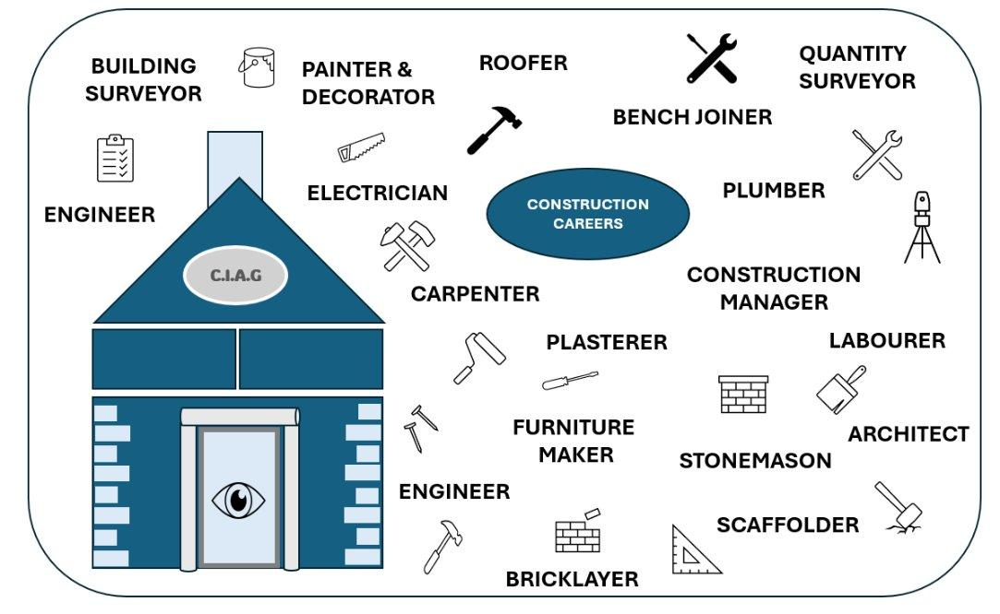 BUILDING
SURVEYOR
PAINTER &
DECORATOR
ROOFER
QUANTITY
SURVEYOR
BENCH JOINER
ENGINEER
ELECTRICIAN
CONSTRUCTION
CAREERS
PLUMBER
C.I.A.G
CARPENTER
CONSTRUCTION
MANAGER
PLASTERER
LABOURER
FURNITURE
MAKER
ARCHITECT
STONEMASON
ENGINEER
SCAFFOLDER
BRICKLAYER